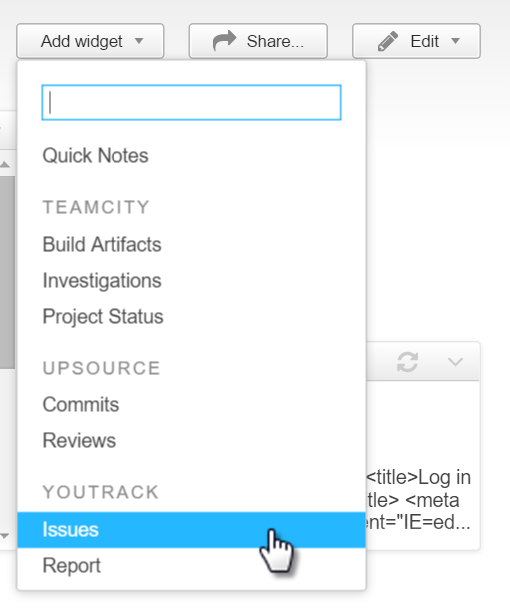 Add widget
Share...
Edit
Quick Notes
TEAMCITY
Build Artifacts
Investigations
Project Status
UPSOURCE
Commits
Reviews
YOUTRACK
Issues
Report
<title>Log in
tle> <meta
ent="IE=ed...